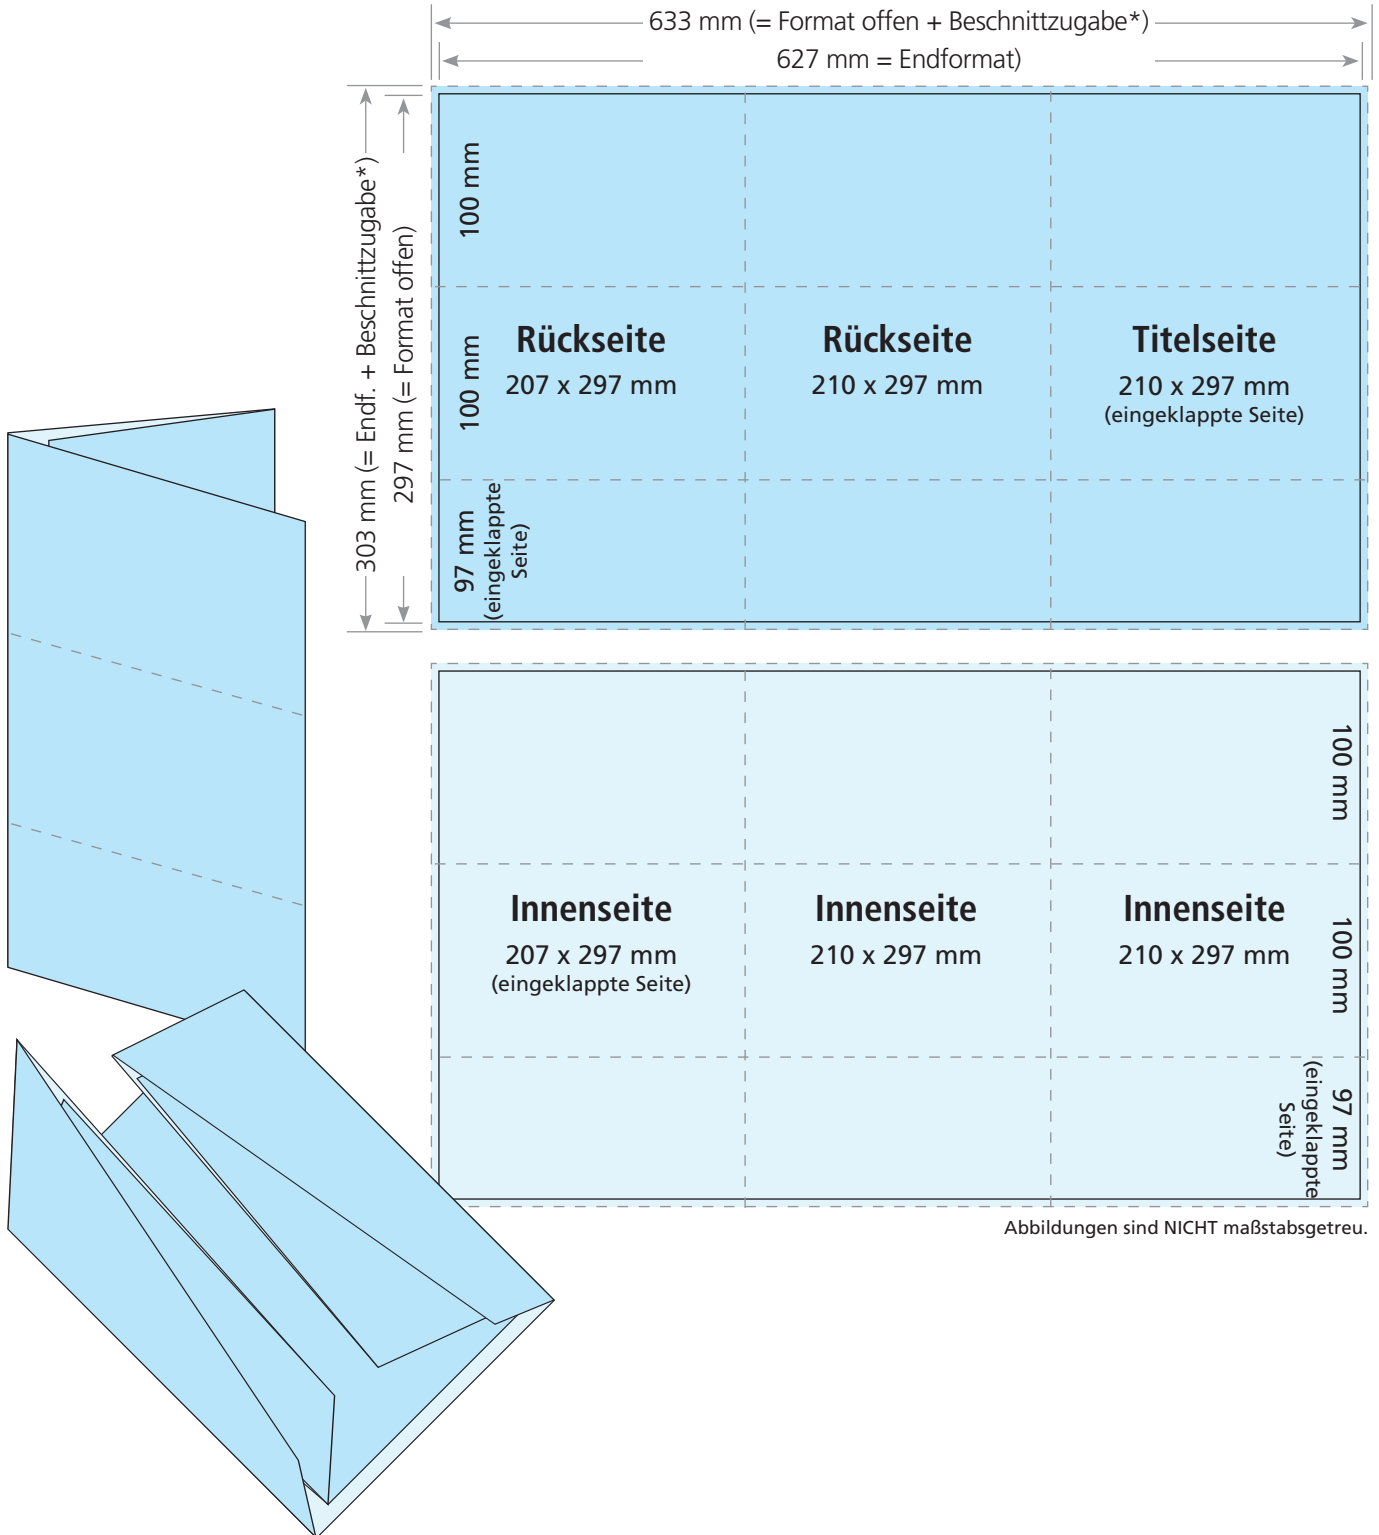 633 mm (= Format offen + Beschnittzugabe*)
627 mm = Endformat)
303 mm (= Endf. + Beschnittzugabe*)
297 mm (= Format offen)
100 mm
100 mm
97 mm
(eingeklappte
Seite)
Rückseite
207 x 297 mm
Rückseite
210 x 297 mm
Titelseite
210 x 297 mm
(eingeklappte Seite)
Innenseite
207 x 297 mm
(eingeklappte Seite)
Innenseite
210 x 297 mm
Innenseite
210 x 297 mm
100 mm
100 mm
97 mm
(eingeklappte
Seite)
Abbildungen sind NICHT maßstabsgetreu.